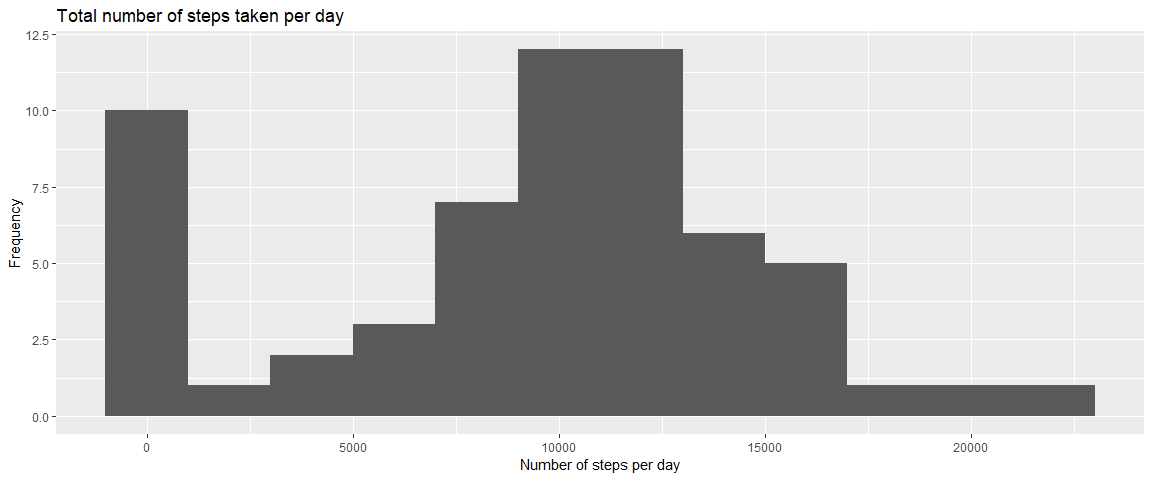 Total number of steps taken per day
12.5
10.0
7.5
5.0
2.5
0.0
Frequency
0 5000 10000 15000 20000
Number of steps per day